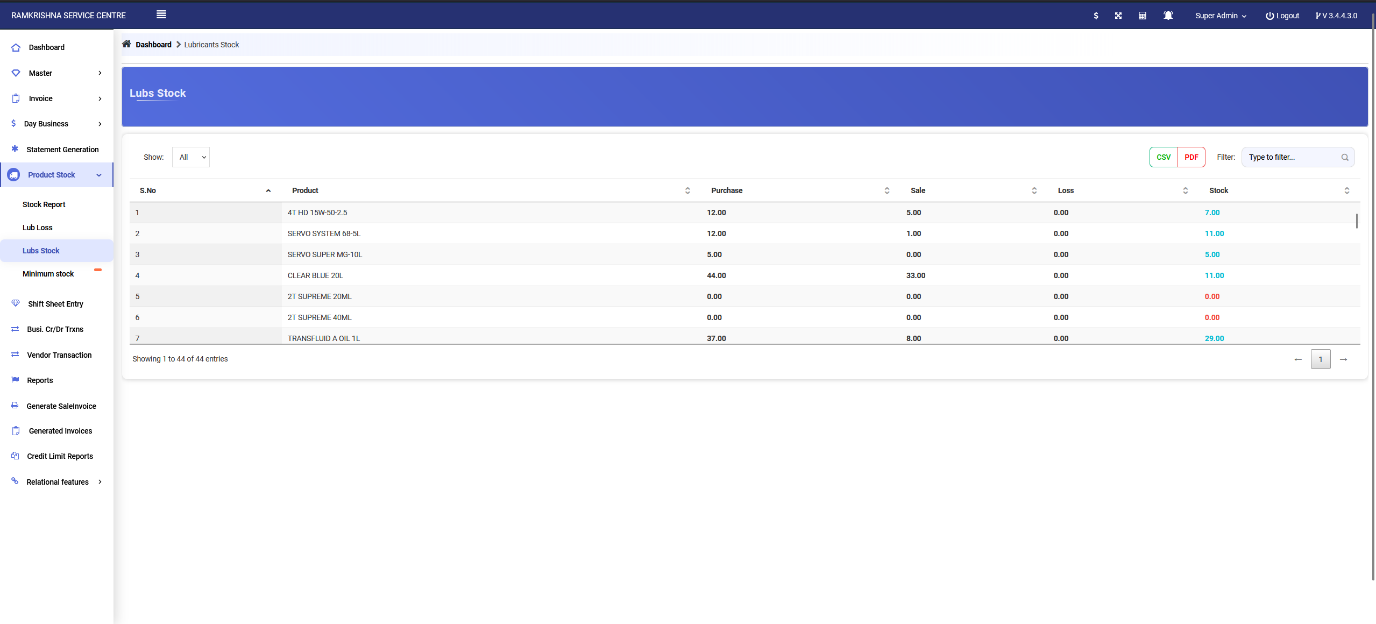 RAMKRISHNA SERVICE CENTRE
Super Admin
Logout
V 3.4.4.3.0
Dashboard
Master
Invoice
Day Business
Statement Generation
Product Stock
Stock Report
Lub Loss
Lubs Stock
Minimum stock
Shift Sheet Entry
Busi. Cr/Dr Trxns
Vendor Transaction
Reports
Generate SaleInvoice
Generated Invoices
Credit Limit Reports
Relational features
Dashboard > Lubricants Stock
Lubs Stock
Show: All CSV PDF Filter: Type to filter...
S.No Product Purchase Sale Loss Stock
1 4T HD 15W-50-2.5 12.00 5.00 0.00 7.00
2 SERVO SYSTEM 68-5L 12.00 1.00 0.00 11.00
3 SERVO SUPER MG-10L 5.00 0.00 0.00 5.00
4 CLEAR BLUE 20L 44.00 33.00 0.00 11.00
5 2T SUPREME 20ML 0.00 0.00 0.00 0.00
6 2T SUPREME 40ML 0.00 0.00 0.00 0.00
7 TRANSFLUID A OIL 1L 37.00 8.00 0.00 29.00
Showing 1 to 44 of 44 entries
← 1 →